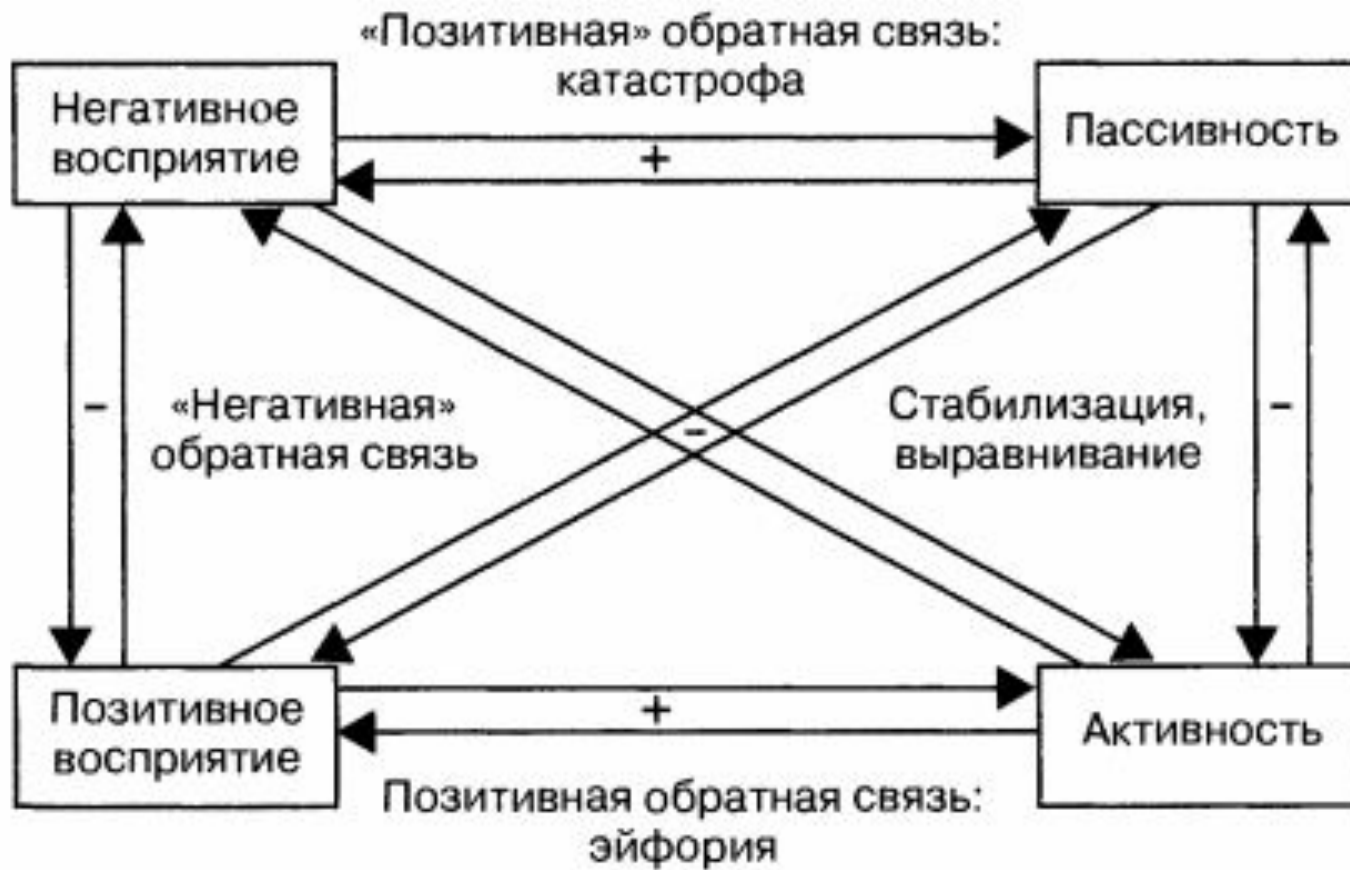 «Позитивная» обратная связь:
катастрофа
Негативное
восприятие
Пассивность
+
-
«Негативная»
обратная связь
-
Стабилизация,
выравнивание
-
Позитивное
восприятие
+
Активность
Позитивная обратная связь:
эйфория